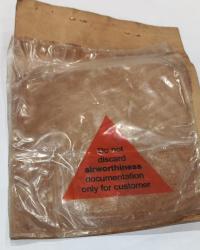 Do not
discard
airworthiness
documentation
only for customer